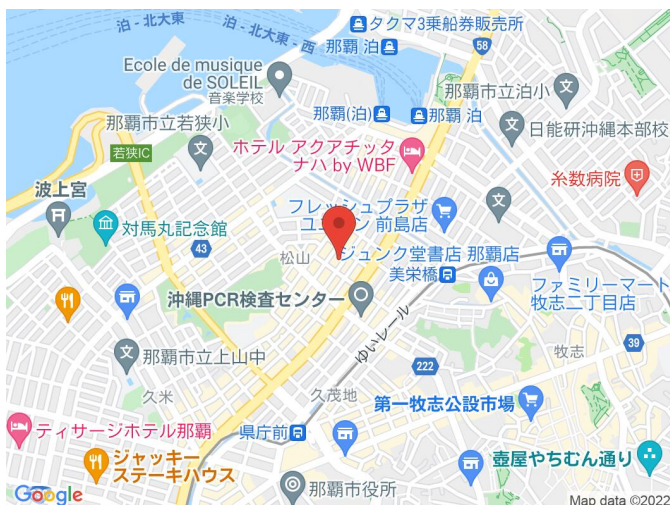 泊 - 北大東
泊 - 北大東 - 西
タクマ3乗船券販売所
那覇 泊
58
Ecole de musique
de SOLEIL
音楽学校
那覇市立泊小
那覇(泊)
那覇 泊
日能研沖縄本部校
那覇市立若狭小
若狭IC
ホテル アクアチッタ
ナハ by WBF
糸数病院
波上宮
対馬丸記念館
フレッシュプラザ
ユニオン 前島店
43
松山
ジュンク堂書店 那覇店
美栄橋
ファミリーマート
牧志二丁目店
沖縄PCR検査センター
ゆいレール
那覇市立上山中
久米
222
牧志
39
久茂地
第一牧志公設市場
ティサージホテル那覇
県庁前
ジャッキー
ステーキハウス
壺屋やちむん通り
那覇市役所
Google
Map data ©2022